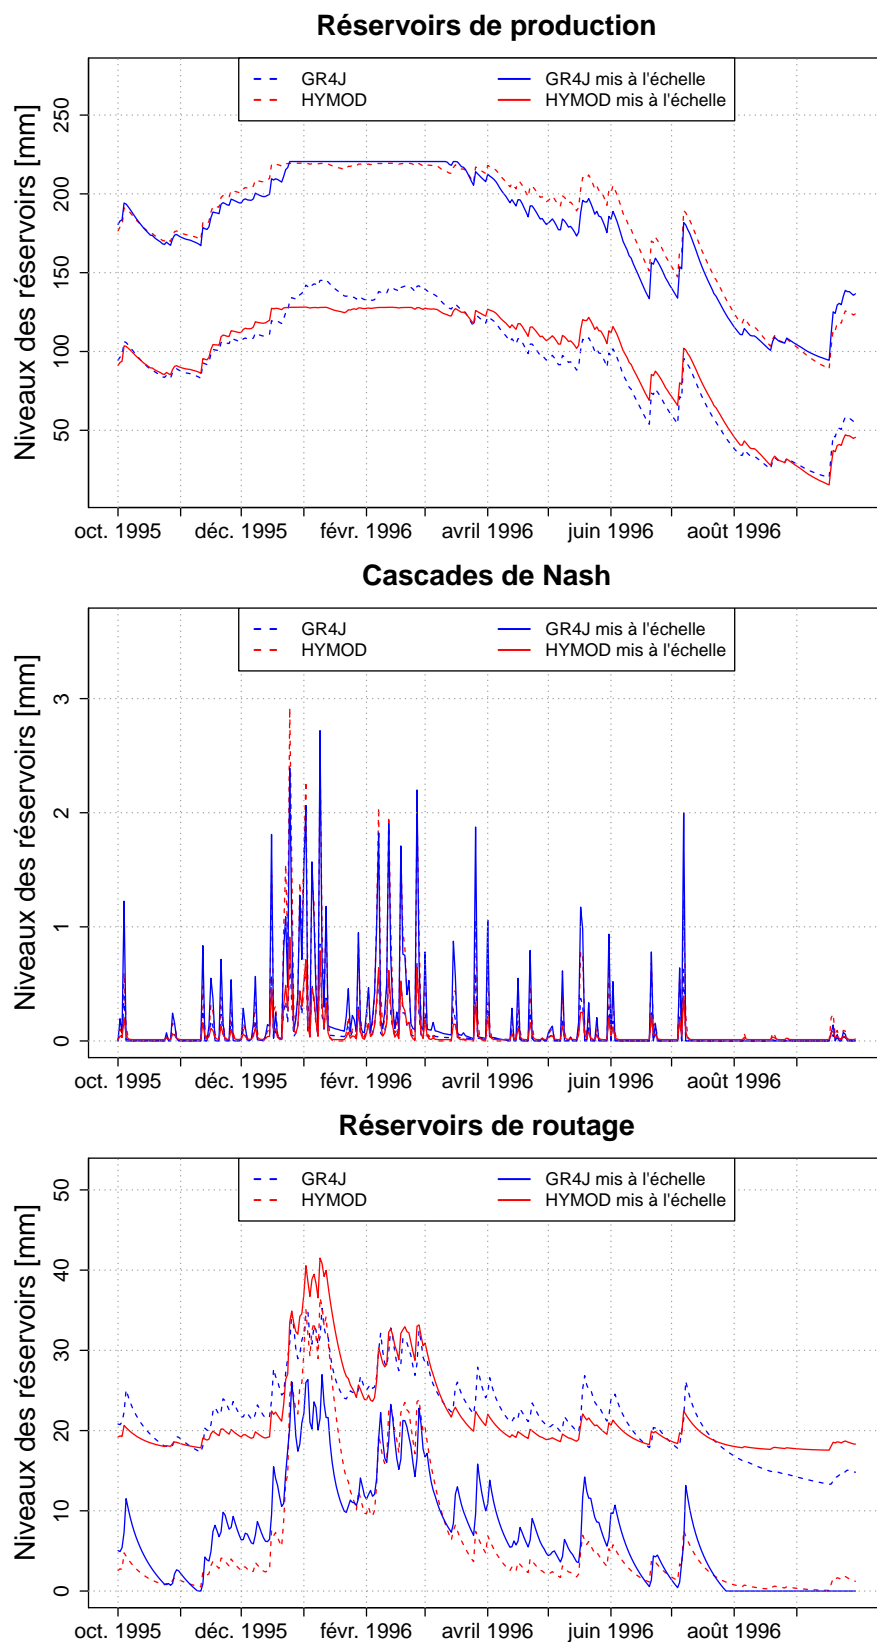 Réservoirs de production
GR4J
HYMOD
GR4J mis à l'échelle
HYMOD mis à l'échelle
Niveaux des réservoirs [mm]
250
200
150
100
50
oct. 1995 déc. 1995 févr. 1996 avril 1996 juin 1996 août 1996
Cascades de Nash
GR4J
HYMOD
GR4J mis à l'échelle
HYMOD mis à l'échelle
Niveaux des réservoirs [mm]
3
2
1
0
oct. 1995 déc. 1995 févr. 1996 avril 1996 juin 1996 août 1996
Réservoirs de routage
GR4J
HYMOD
GR4J mis à l'échelle
HYMOD mis à l'échelle
Niveaux des réservoirs [mm]
50
40
30
20
10
0
oct. 1995 déc. 1995 févr. 1996 avril 1996 juin 1996 août 1996